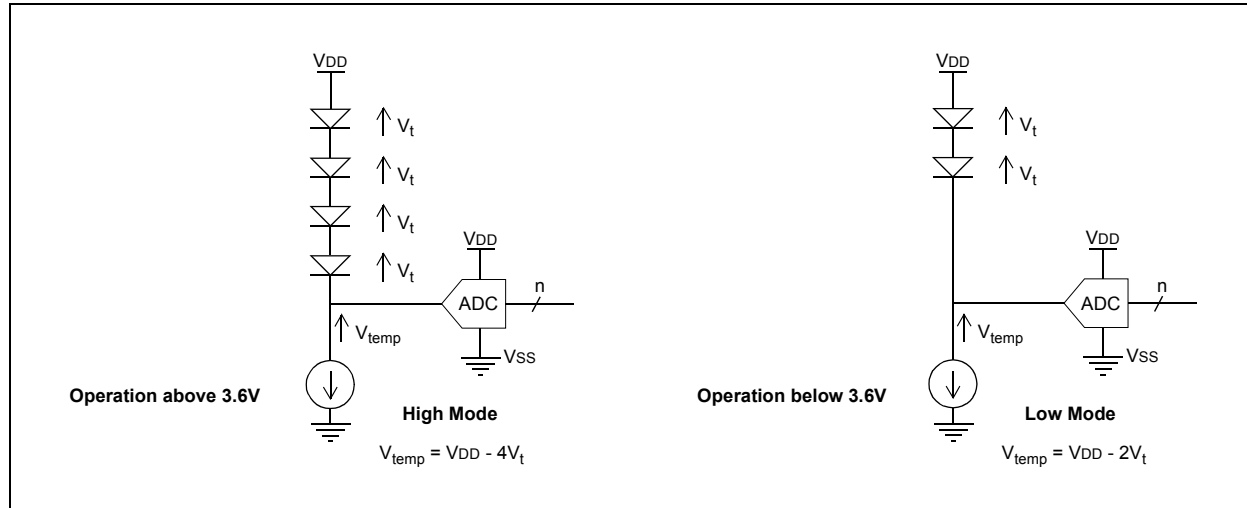 VDD
Vt
Vt
Vt
Vt
VDD
ADC
n
Vtemp
VSS
Operation above 3.6V
High Mode
Vtemp = VDD - 4Vt
VDD
Vt
Vt
VDD
ADC
n
Vtemp
VSS
Operation below 3.6V
Low Mode
Vtemp = VDD - 2Vt